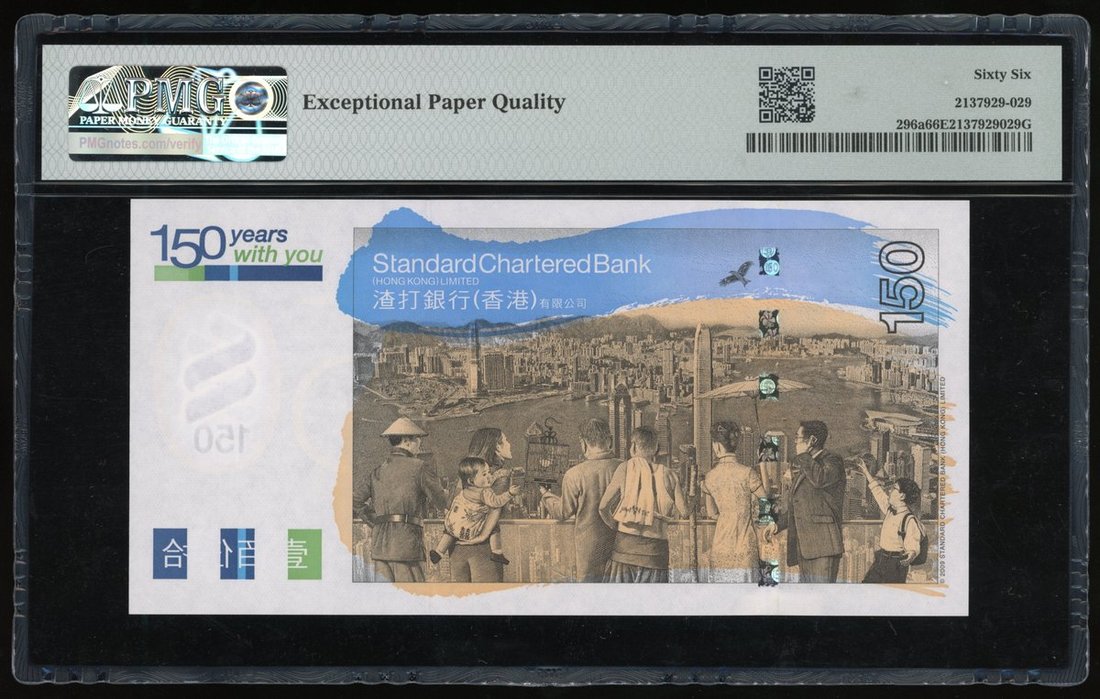 PMG
PAPER MONEY GUARANTY
PMGnotes.com/verify
Exceptional Paper Quality
Sixty Six
2137929-029
296a66E2137929029G
150 years
with you
Standard Chartered Bank
(HONG KONG) LIMITED
渣打銀行(香港)有限公司
150
150
© 2009 STANDARD CHARTERED BANK (HONG KONG) LIMITED